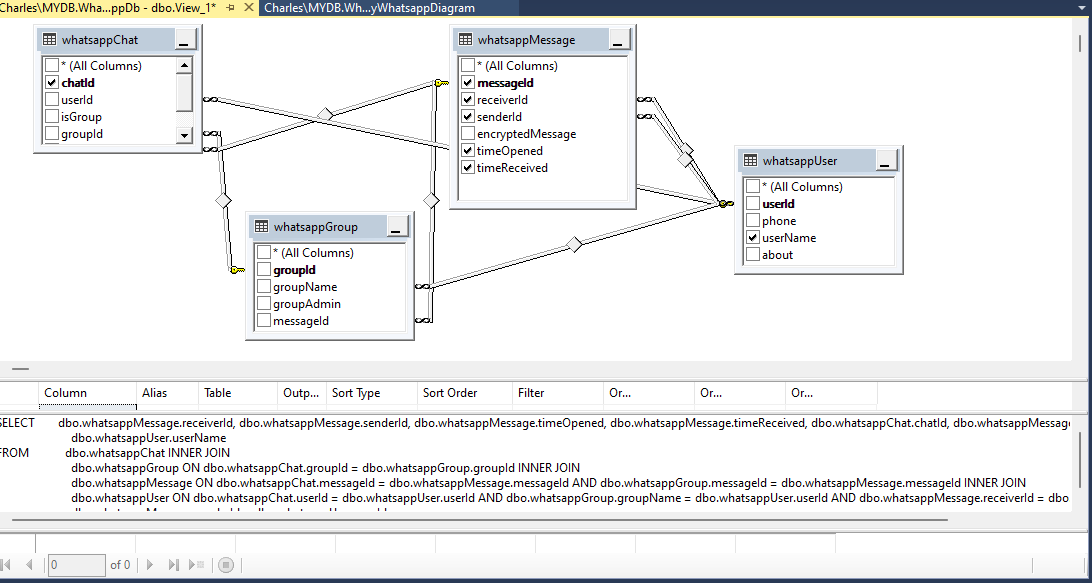 Charles\MYDB.Wha...ppDb - dbo.View_1*
Charles\MYDB.Wh...yWhatsappDiagram
whatsappChat
* (All Columns)
chatId
userId
isGroup
groupId
whatsappMessage
* (All Columns)
messageId
receiverId
senderId
encryptedMessage
timeOpened
timeReceived
whatsappUser
* (All Columns)
userId
phone
userName
about
whatsappGroup
* (All Columns)
groupId
groupName
groupAdmin
messageId
Column Alias Table Outp... Sort Type Sort Order Filter Or... Or... Or...
SELECT dbo.whatsappMessage.receiverId, dbo.whatsappMessage.senderId, dbo.whatsappMessage.timeOpened, dbo.whatsappMessage.timeReceived, dbo.whatsappChat.chatId, dbo.whatsappMessage
dbo.whatsappUser.userName
FROM dbo.whatsappChat INNER JOIN
dbo.whatsappGroup ON dbo.whatsappChat.groupId = dbo.whatsappGroup.groupId INNER JOIN
dbo.whatsappMessage ON dbo.whatsappChat.messageId = dbo.whatsappMessage.messageId AND dbo.whatsappGroup.messageId = dbo.whatsappMessage.messageId INNER JOIN
dbo.whatsappUser ON dbo.whatsappChat.userId = dbo.whatsappUser.userId AND dbo.whatsappGroup.groupName = dbo.whatsappUser.userId AND dbo.whatsappMessage.receiverId = dbo
0 of 0